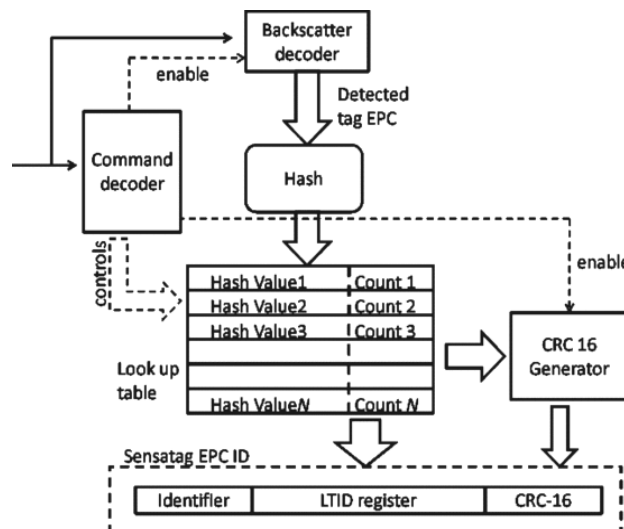 Backscatter
decoder
enable
Detected
tag EPC
Command
decoder
Hash
controls
enable
Hash Value1 Count 1
Hash Value2 Count 2
Hash Value3 Count 3
Look up
table
Hash ValueN Count N
CRC 16
Generator
Sensatag EPC ID
Identifier LTID register CRC-16